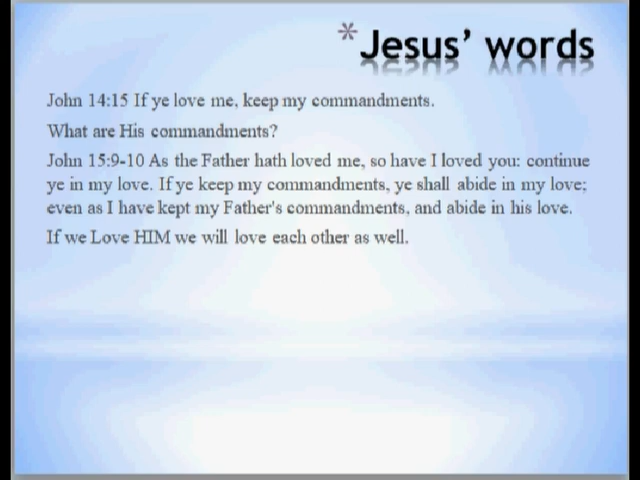 *Jesus' words
John 14:15 If ye love me, keep my commandments.
What are His commandments?
John 15:9-10 As the Father hath loved me, so have I loved you: continue
ye in my love. If ye keep my commandments, ye shall abide in my love;
even as I have kept my Father's commandments, and abide in his love.
If we Love HIM we will love each other as well.